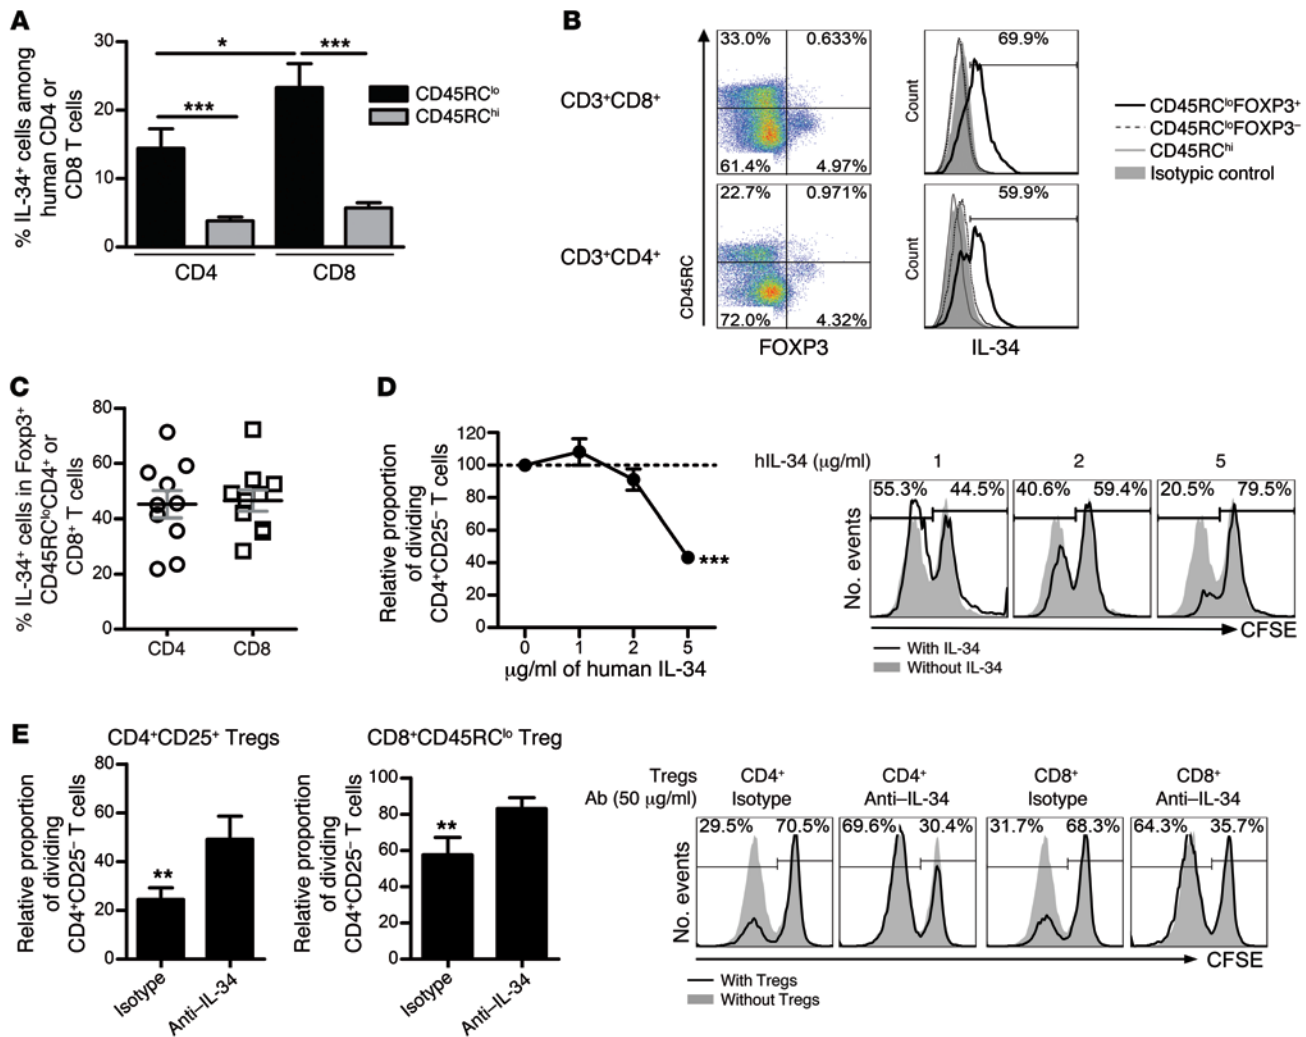 A
% IL-34⁺ cells among
human CD4 or
CD8 T cells
30
20
10
0
*
***
***
CD45RCˡᵒ
CD45RCʰⁱ
CD4
CD8
B
CD3⁺CD8⁺
33.0%
0.633%
61.4%
4.97%
CD3⁺CD4⁺
22.7%
0.971%
72.0%
4.32%
CD45RC
FOXP3
69.9%
Count
59.9%
Count
IL-34
CD45RCˡᵒFOXP3⁺
CD45RCˡᵒFOXP3⁻
CD45RCʰⁱ
Isotypic control
C
% IL-34⁺ cells in Foxp3⁺
CD45RCˡᵒCD4⁺ or
CD8⁺ T cells
80
60
40
20
0
CD4
CD8
D
Relative proportion
of dividing
CD4⁺CD25⁻ T cells
120
100
80
60
40
20
0
***
0
1
2
5
μg/ml of human IL-34
hIL-34 (μg/ml)
1
2
5
55.3%
44.5%
40.6%
59.4%
20.5%
79.5%
No. events
CFSE
With IL-34
Without IL-34
E
CD4⁺CD25⁺ Tregs
Relative proportion
of dividing
CD4⁺CD25⁻ T cells
80
60
40
20
0
**
Isotype
Anti–IL-34
CD8⁺CD45RCˡᵒ Treg
Relative proportion
of dividing
CD4⁺CD25⁻ T cells
100
80
60
40
20
0
**
Isotype
Anti–IL-34
Tregs
Ab (50 μg/ml)
CD4⁺
Isotype
CD4⁺
Anti–IL-34
CD8⁺
Isotype
CD8⁺
Anti–IL-34
29.5%
70.5%
69.6%
30.4%
31.7%
68.3%
64.3%
35.7%
No. events
CFSE
With Tregs
Without Tregs